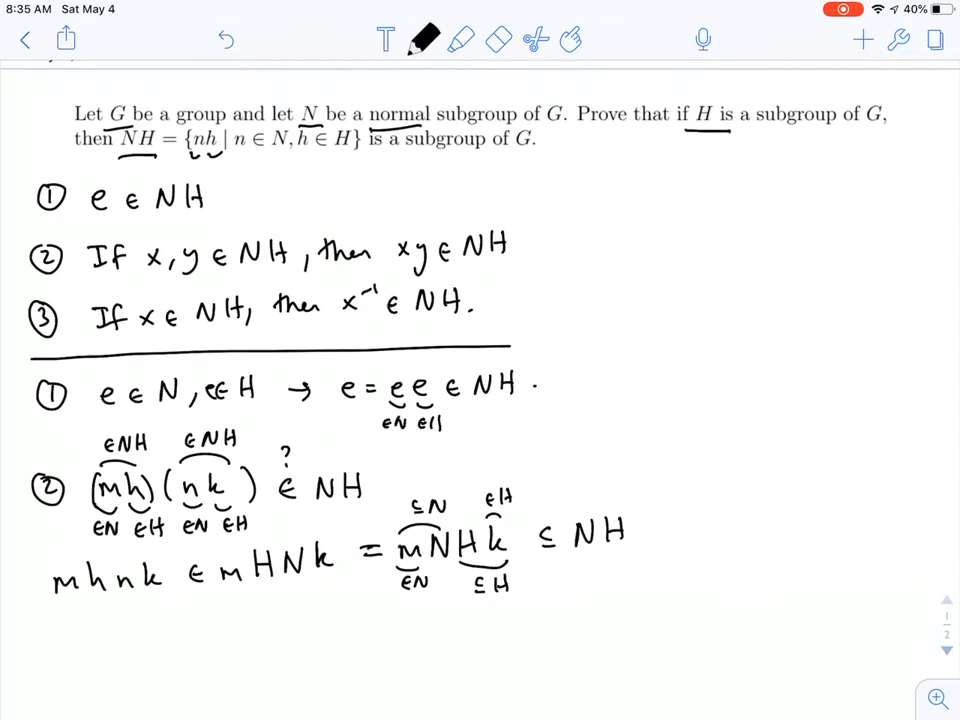 8:35 AM Sat May 4 40%
T
Let G be a group and let N be a normal subgroup of G. Prove that if H is a subgroup of G,
then NH = {nh | n ∈ N, h ∈ H} is a subgroup of G.
① e ∈ NH
② If x, y ∈ NH, then xy ∈ NH
③ If x ∈ NH, then x⁻¹ ∈ NH.
① e ∈ N, e ∈ H → e = e e ∈ NH.
∈N ∈H
∈NH ∈NH ?
② (mh)(nk) ∈ NH
∈N ∈H ∈N ∈H
⊆N ∈H
mhnk ∈ mHNk = mNHk ⊆ NH
∈N ⊆H
1
2